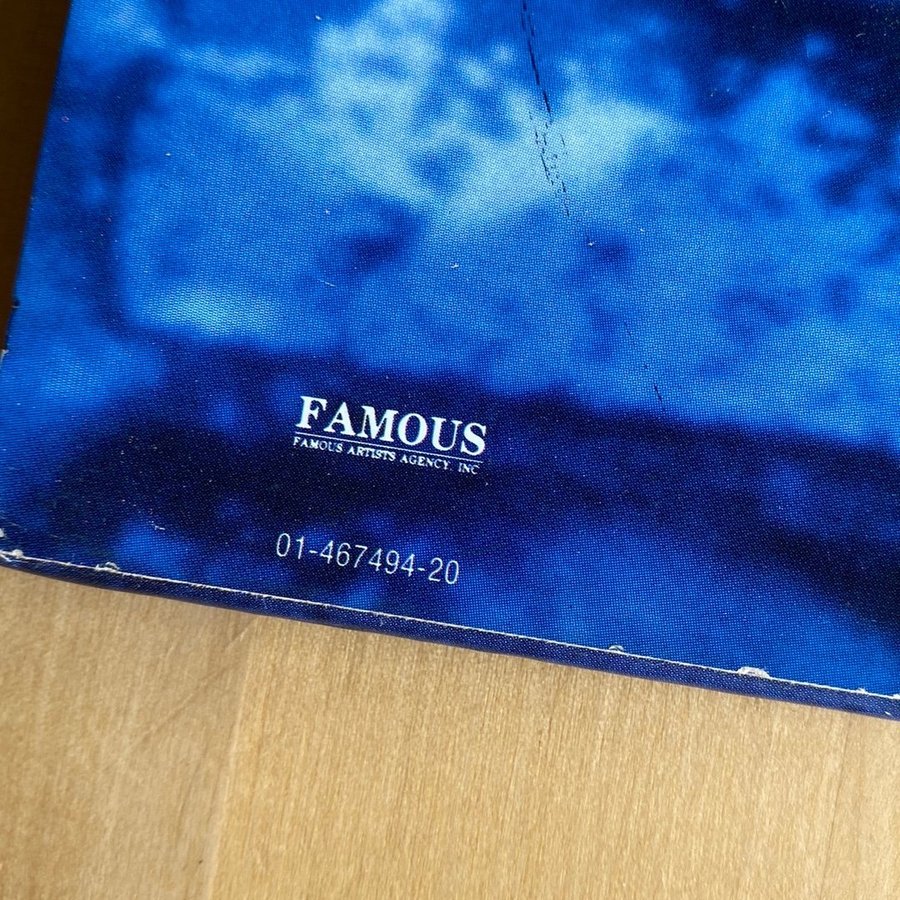 FAMOUS
FAMOUS ARTISTS AGENCY, INC
01-467494-20